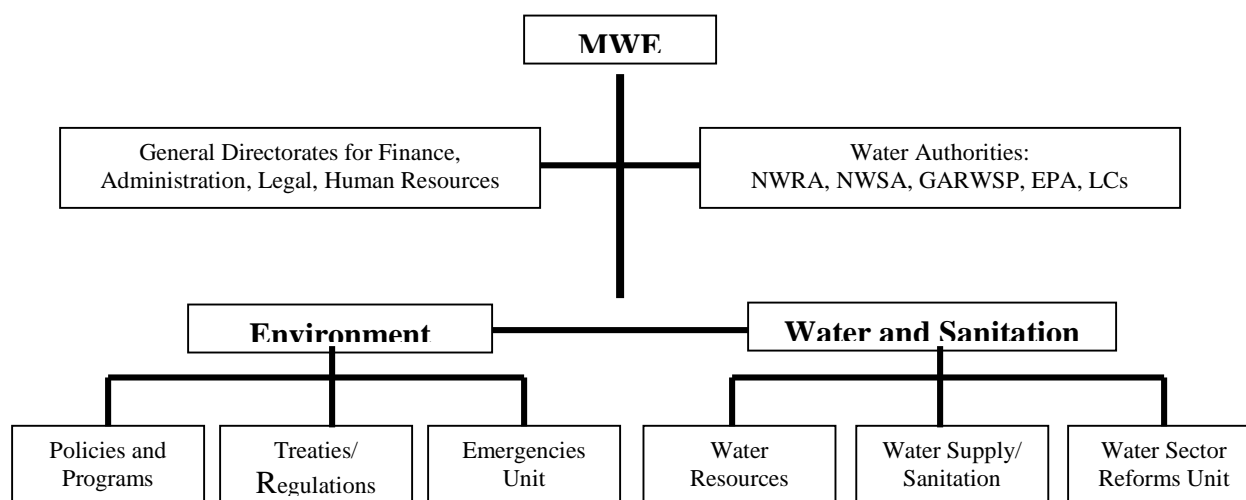 MWE
General Directorates for Finance,
Administration, Legal, Human Resources
Water Authorities:
NWRA, NWSA, GARWSP, EPA, LCs
Environment
Water and Sanitation
Policies and
Programs
Treaties/
Regulations
Emergencies
Unit
Water
Resources
Water Supply/
Sanitation
Water Sector
Reforms Unit